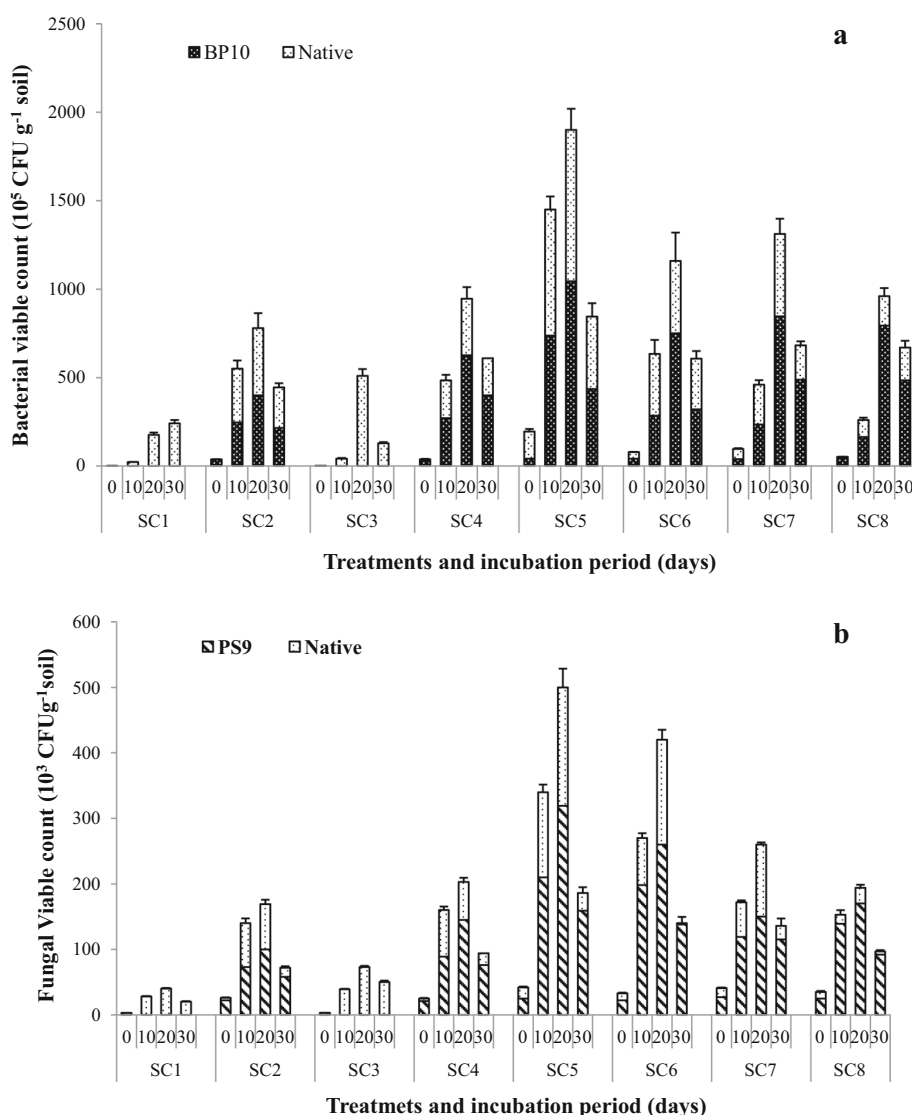 2500
a
BP10 Native
2000
1500
1000
500
0
Bacterial viable count (10⁵ CFU g⁻¹ soil)
0 10 20 30 0 10 20 30 0 10 20 30 0 10 20 30 0 10 20 30 0 10 20 30 0 10 20 30 0 10 20 30
SC1 SC2 SC3 SC4 SC5 SC6 SC7 SC8
Treatments and incubation period (days)
600
b
PS9 Native
500
400
300
200
100
0
Fungal Viable count (10³ CFUg⁻¹soil)
0 10 20 30 0 10 20 30 0 10 20 30 0 10 20 30 0 10 20 30 0 10 20 30 0 10 20 30 0 10 20 30
SC1 SC2 SC3 SC4 SC5 SC6 SC7 SC8
Treatmets and incubation period (days)